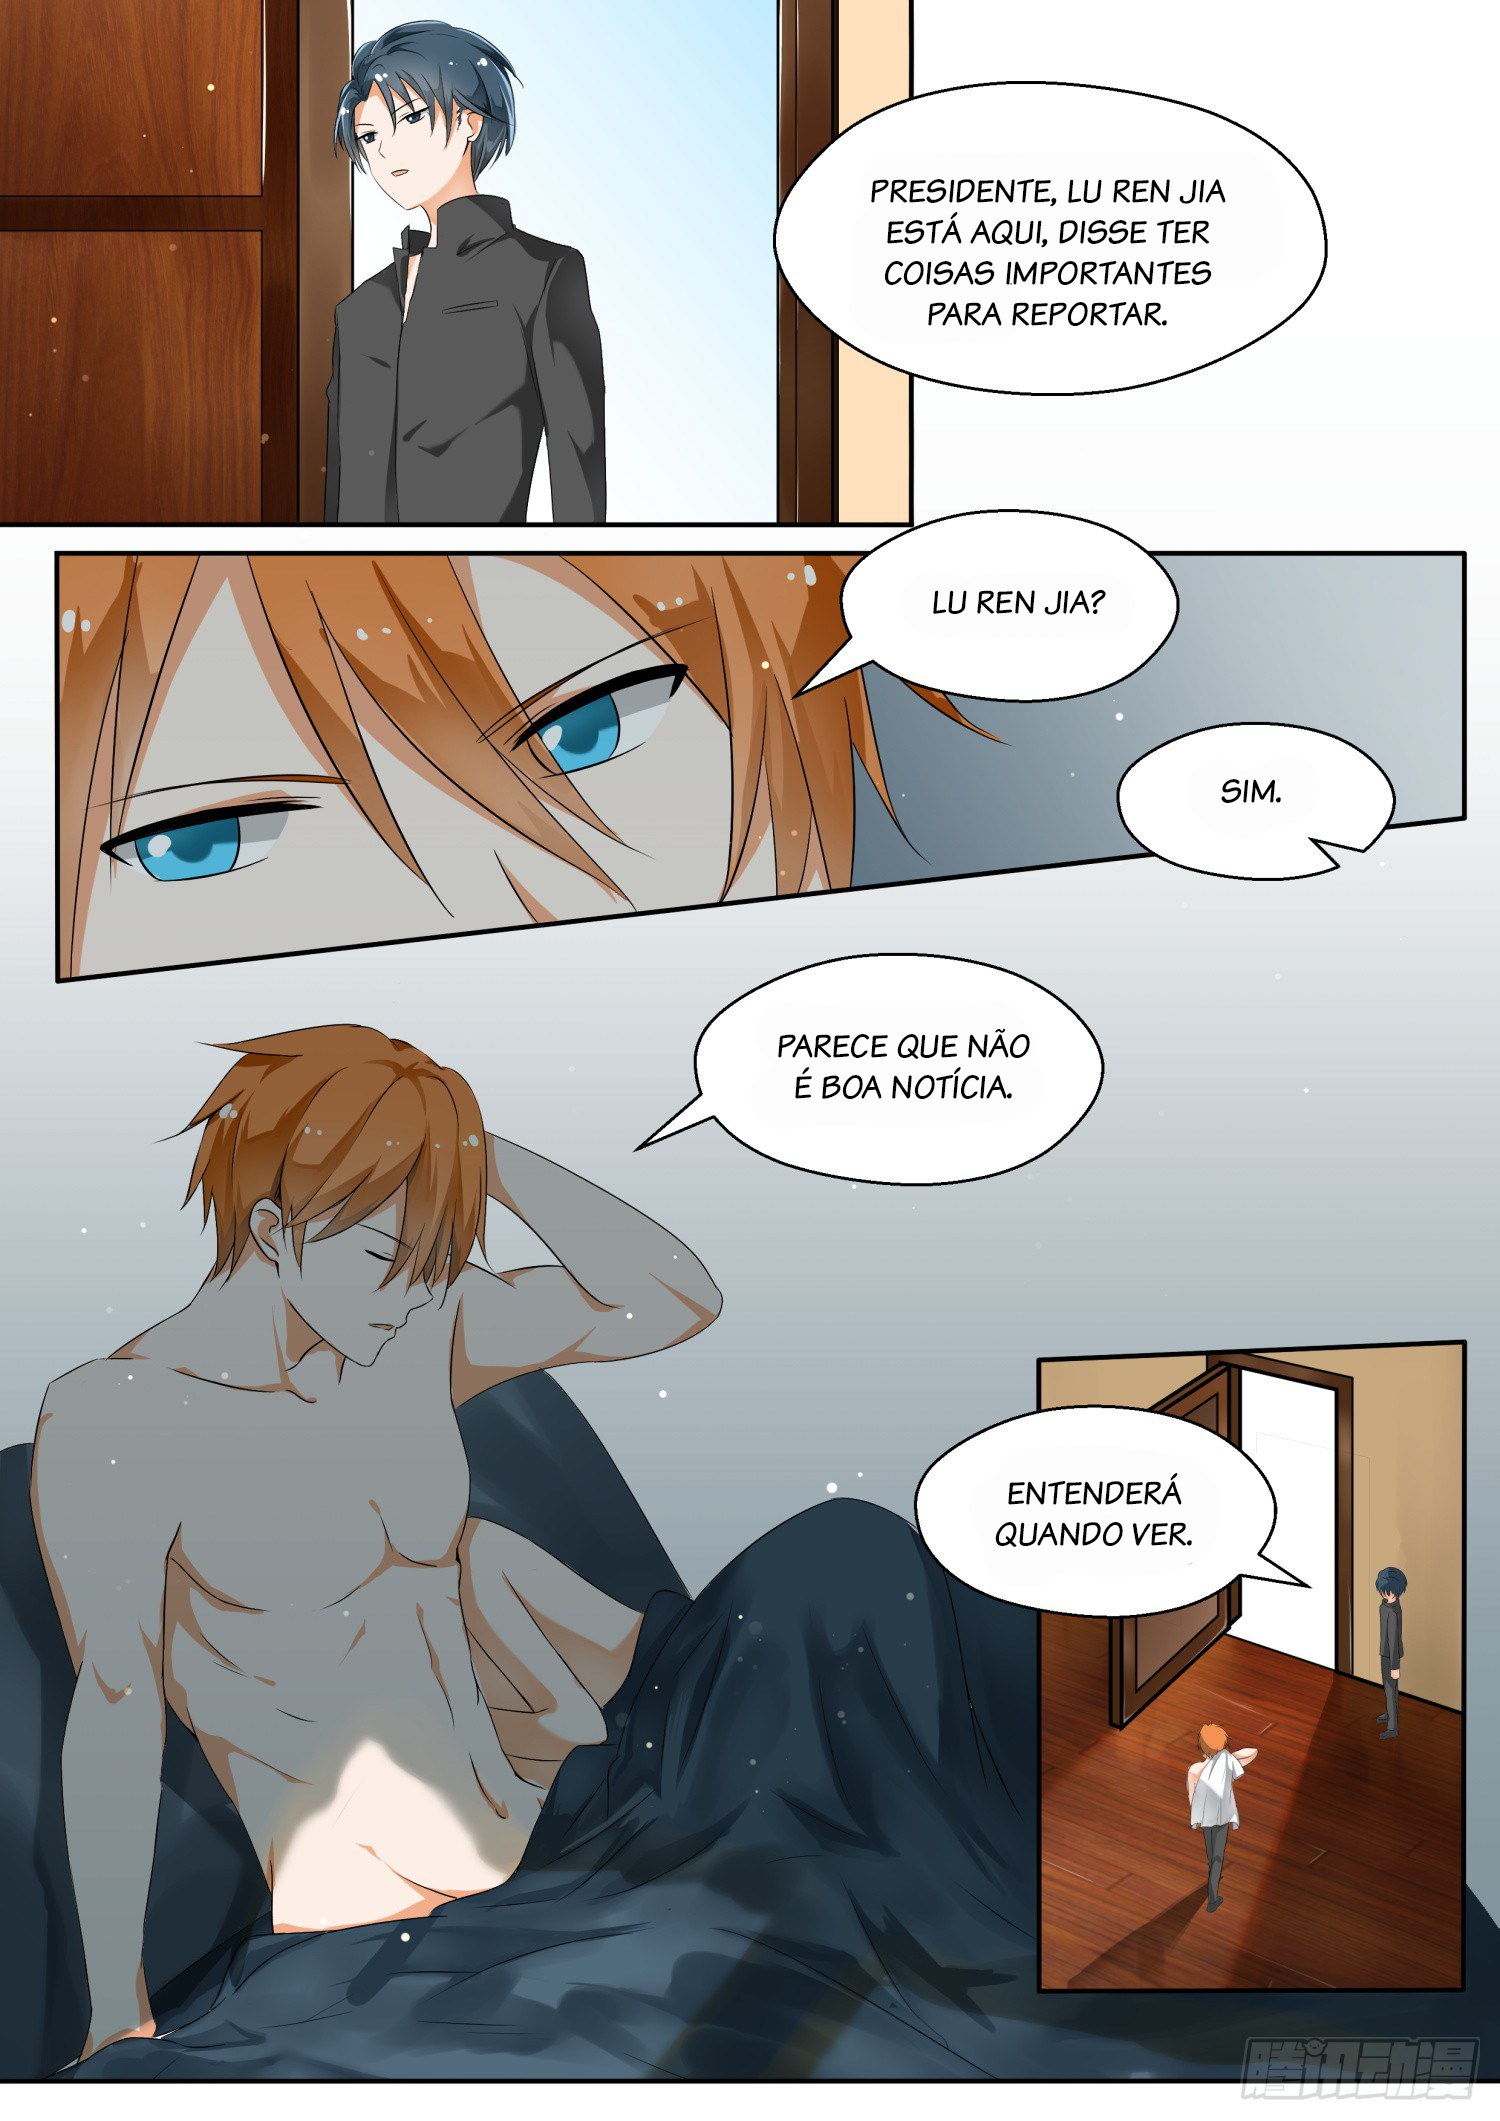 PRESIDENTE, LU REN JIA
ESTÁ AQUI, DISSE TER
COISAS IMPORTANTES
PARA REPORTAR.
LU REN JIA?
SIM.
PARECE QUE NÃO
É BOA NOTÍCIA.
ENTENDERÁ
QUANDO VER.
腾讯动漫